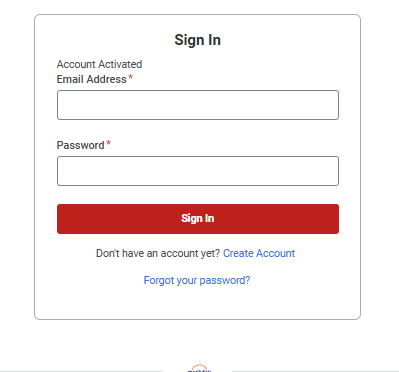 Sign In
Account Activated
Email Address*
Password*
Sign In
Don't have an account yet? Create Account
Forgot your password?